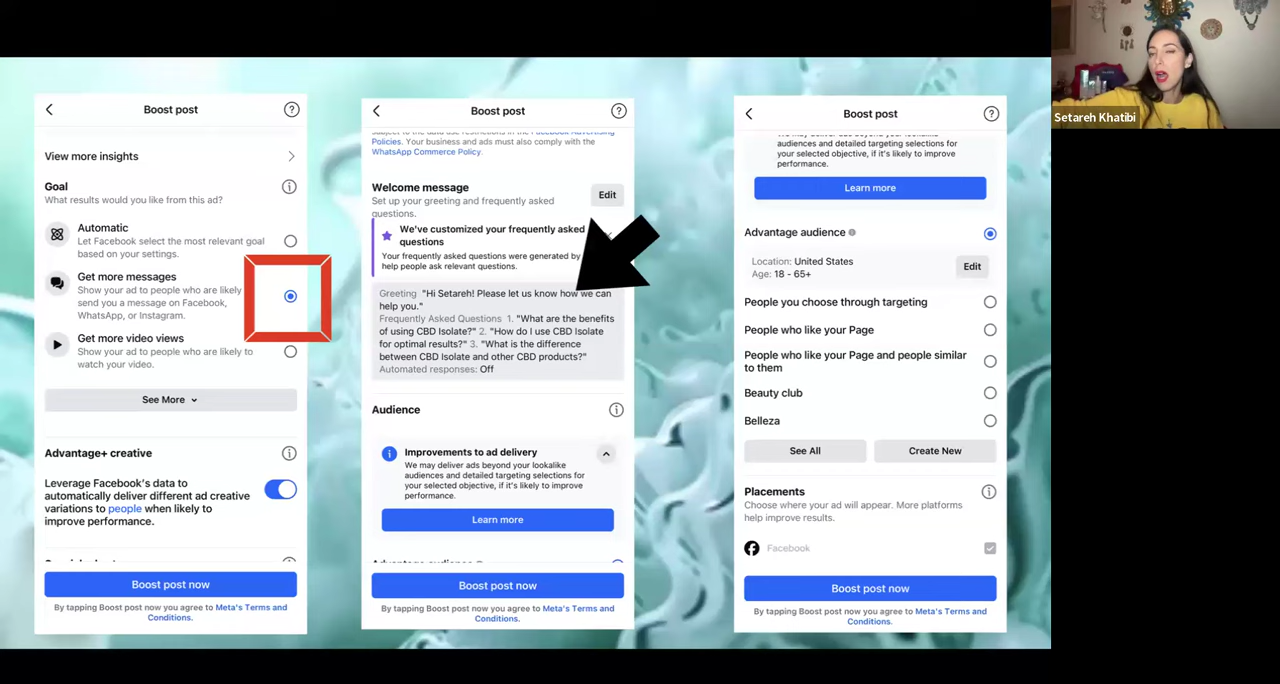 Boost post
View more insights
Goal
What results would you like from this ad?
Automatic
Let Facebook select the most relevant goal
based on your settings.
Get more messages
Show your ad to people who are likely
send you a message on Facebook,
WhatsApp, or Instagram.
Get more video views
Show your ad to people who are likely to
watch your video.
See More
Advantage+ creative
Leverage Facebook's data to
automatically deliver different ad creative
variations to people when likely to
improve performance.
Boost post now
By tapping Boost post now you agree to Meta's Terms and
Conditions.
Boost post
subject to the data use restrictions in the Facebook Advertising
Policies. Your business and ads must also comply with the
WhatsApp Commerce Policy.
Welcome message
Edit
Set up your greeting and frequently asked
questions.
We've customized your frequently asked
questions
Your frequently asked questions were generated by
help people ask relevant questions.
Greeting "Hi Setareh! Please let us know how we can
help you."
Frequently Asked Questions 1. "What are the benefits
of using CBD Isolate?" 2. "How do I use CBD Isolate
for optimal results?" 3. "What is the difference
between CBD Isolate and other CBD products?"
Automated responses: Off
Audience
Improvements to ad delivery
We may deliver ads beyond your lookalike
audiences and detailed targeting selections for
your selected objective, if it's likely to improve
performance.
Learn more
Advantage audience
Boost post now
By tapping Boost post now you agree to Meta's Terms and
Conditions.
Boost post
We may deliver ads beyond your lookalike
audiences and detailed targeting selections for
your selected objective, if it's likely to improve
performance.
Learn more
Advantage audience
Location: United States
Age: 18 - 65+
Edit
People you choose through targeting
People who like your Page
People who like your Page and people similar
to them
Beauty club
Belleza
See All
Create New
Placements
Choose where your ad will appear. More platforms
help improve results.
Facebook
Boost post now
By tapping Boost post now you agree to Meta's Terms and
Conditions.
Setareh Khatibi